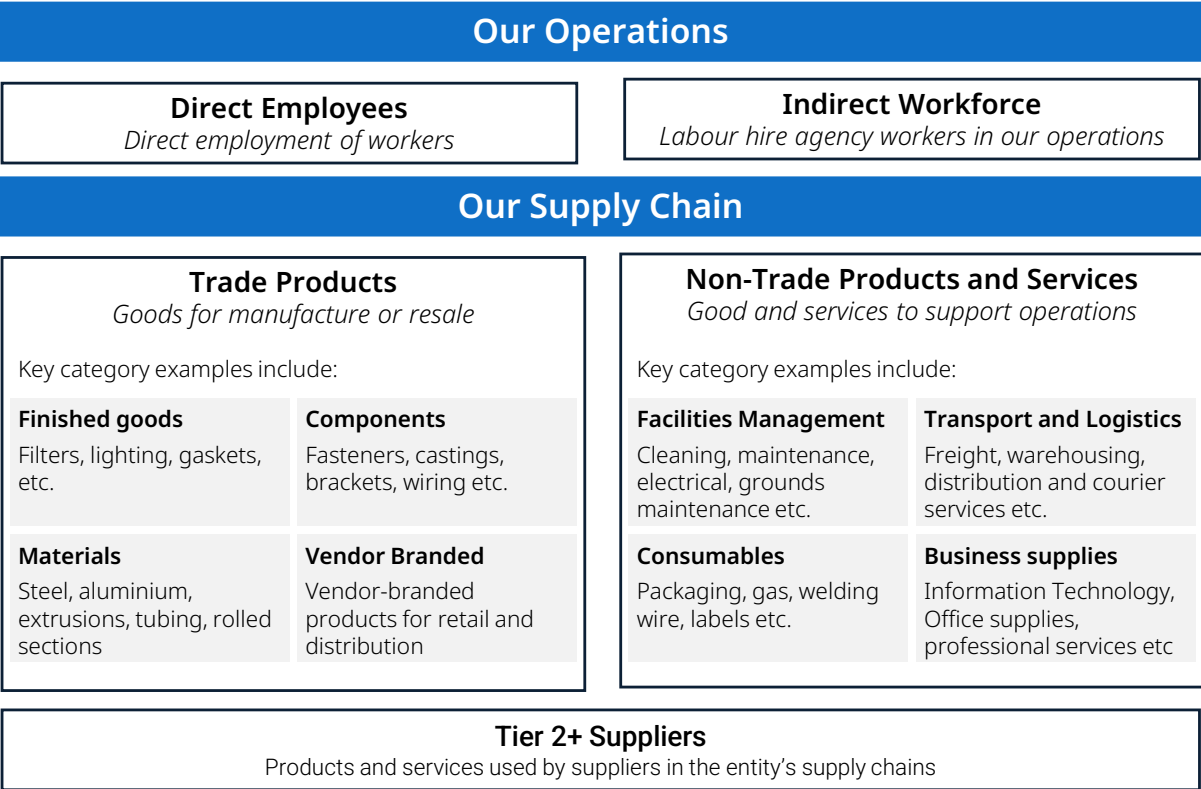 Our Operations
Direct Employees
Direct employment of workers
Indirect Workforce
Labour hire agency workers in our operations
Our Supply Chain
Trade Products
Goods for manufacture or resale
Key category examples include:
Finished goods
Filters, lighting, gaskets,
etc.
Components
Fasteners, castings,
brackets, wiring etc.
Materials
Steel, aluminium,
extrusions, tubing, rolled
sections
Vendor Branded
Vendor-branded
products for retail and
distribution
Non-Trade Products and Services
Good and services to support operations
Key category examples include:
Facilities Management
Cleaning, maintenance,
electrical, grounds
maintenance etc.
Transport and Logistics
Freight, warehousing,
distribution and courier
services etc.
Consumables
Packaging, gas, welding
wire, labels etc.
Business supplies
Information Technology,
Office supplies,
professional services etc
Tier 2+ Suppliers
Products and services used by suppliers in the entity’s supply chains